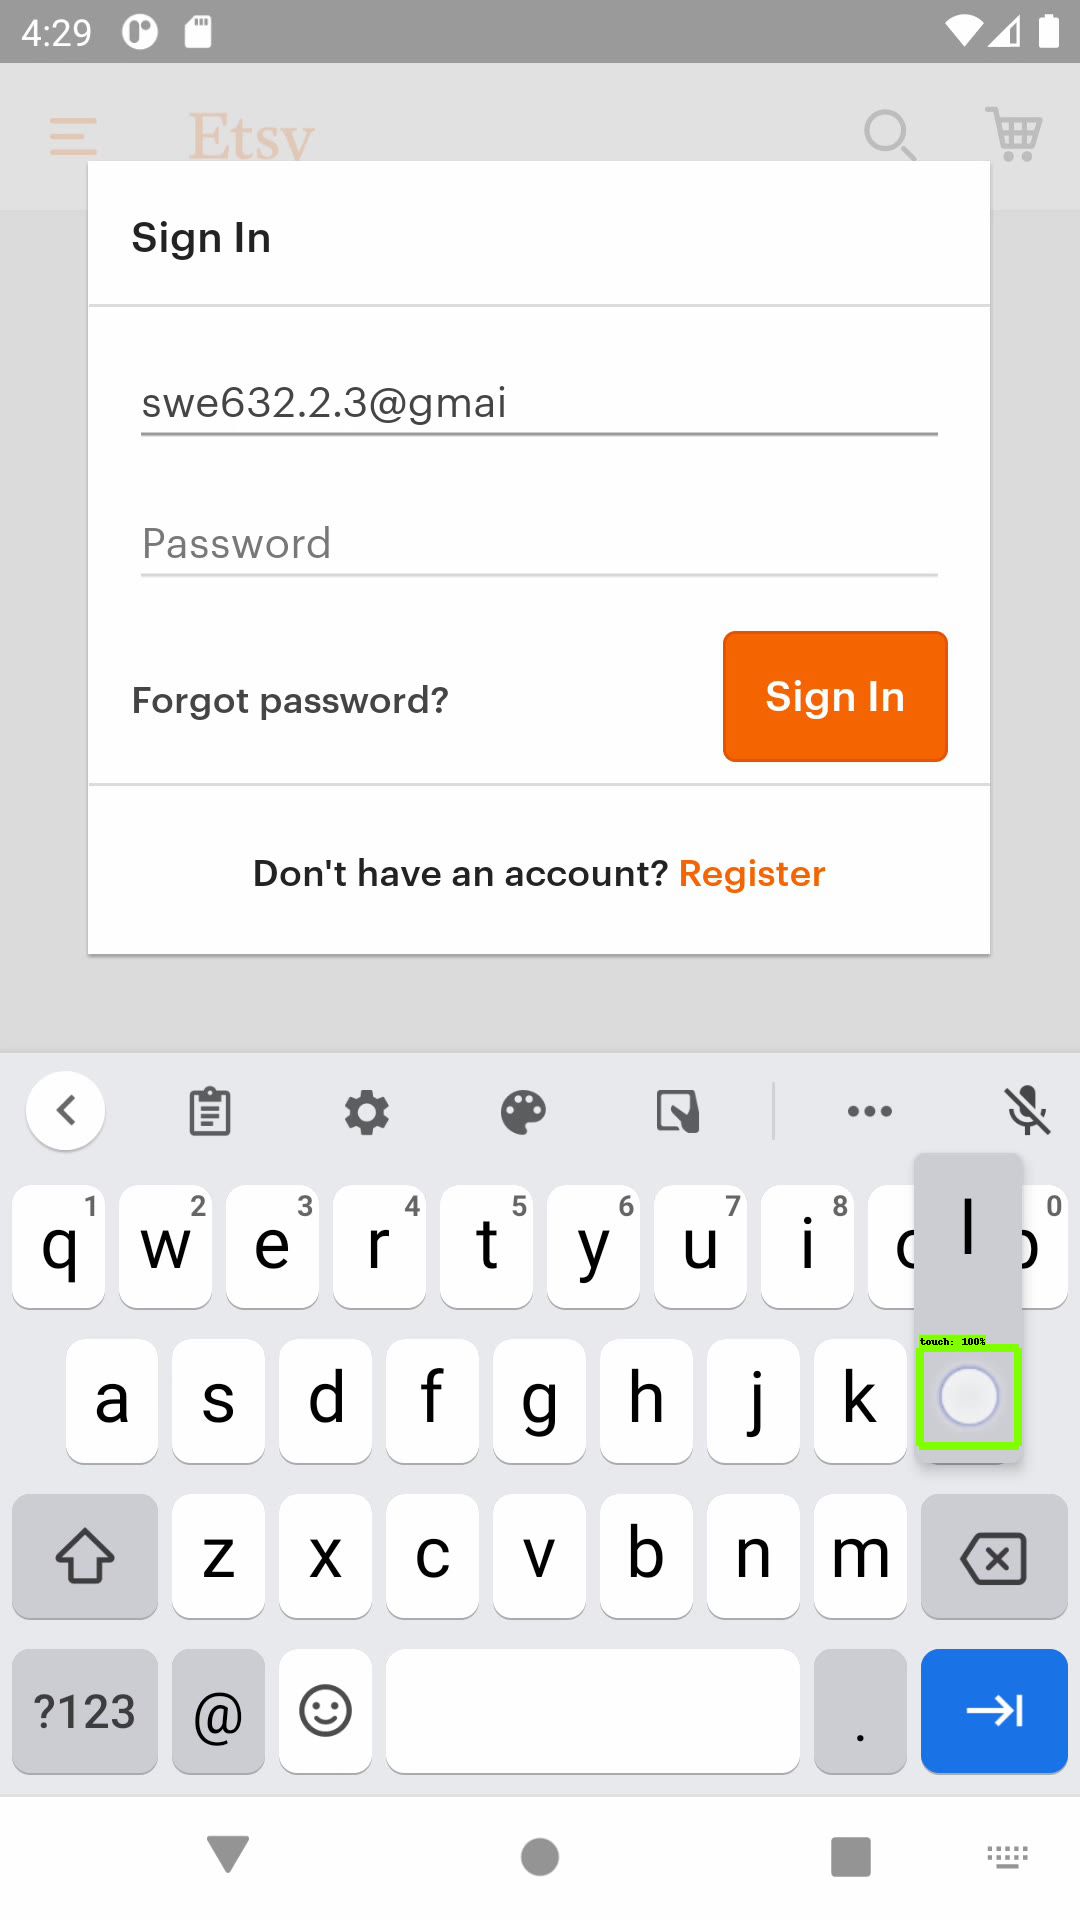 4:29
Etsy
Sign In
swe632.2.3@gmai
Password
Forgot password?
Sign In
Don't have an account? Register
1 2 3 4 5 6 7 8 0
q w e r t y u i o p
l
touch: 100%
a s d f g h j k
z x c v b n m
?123 @ .